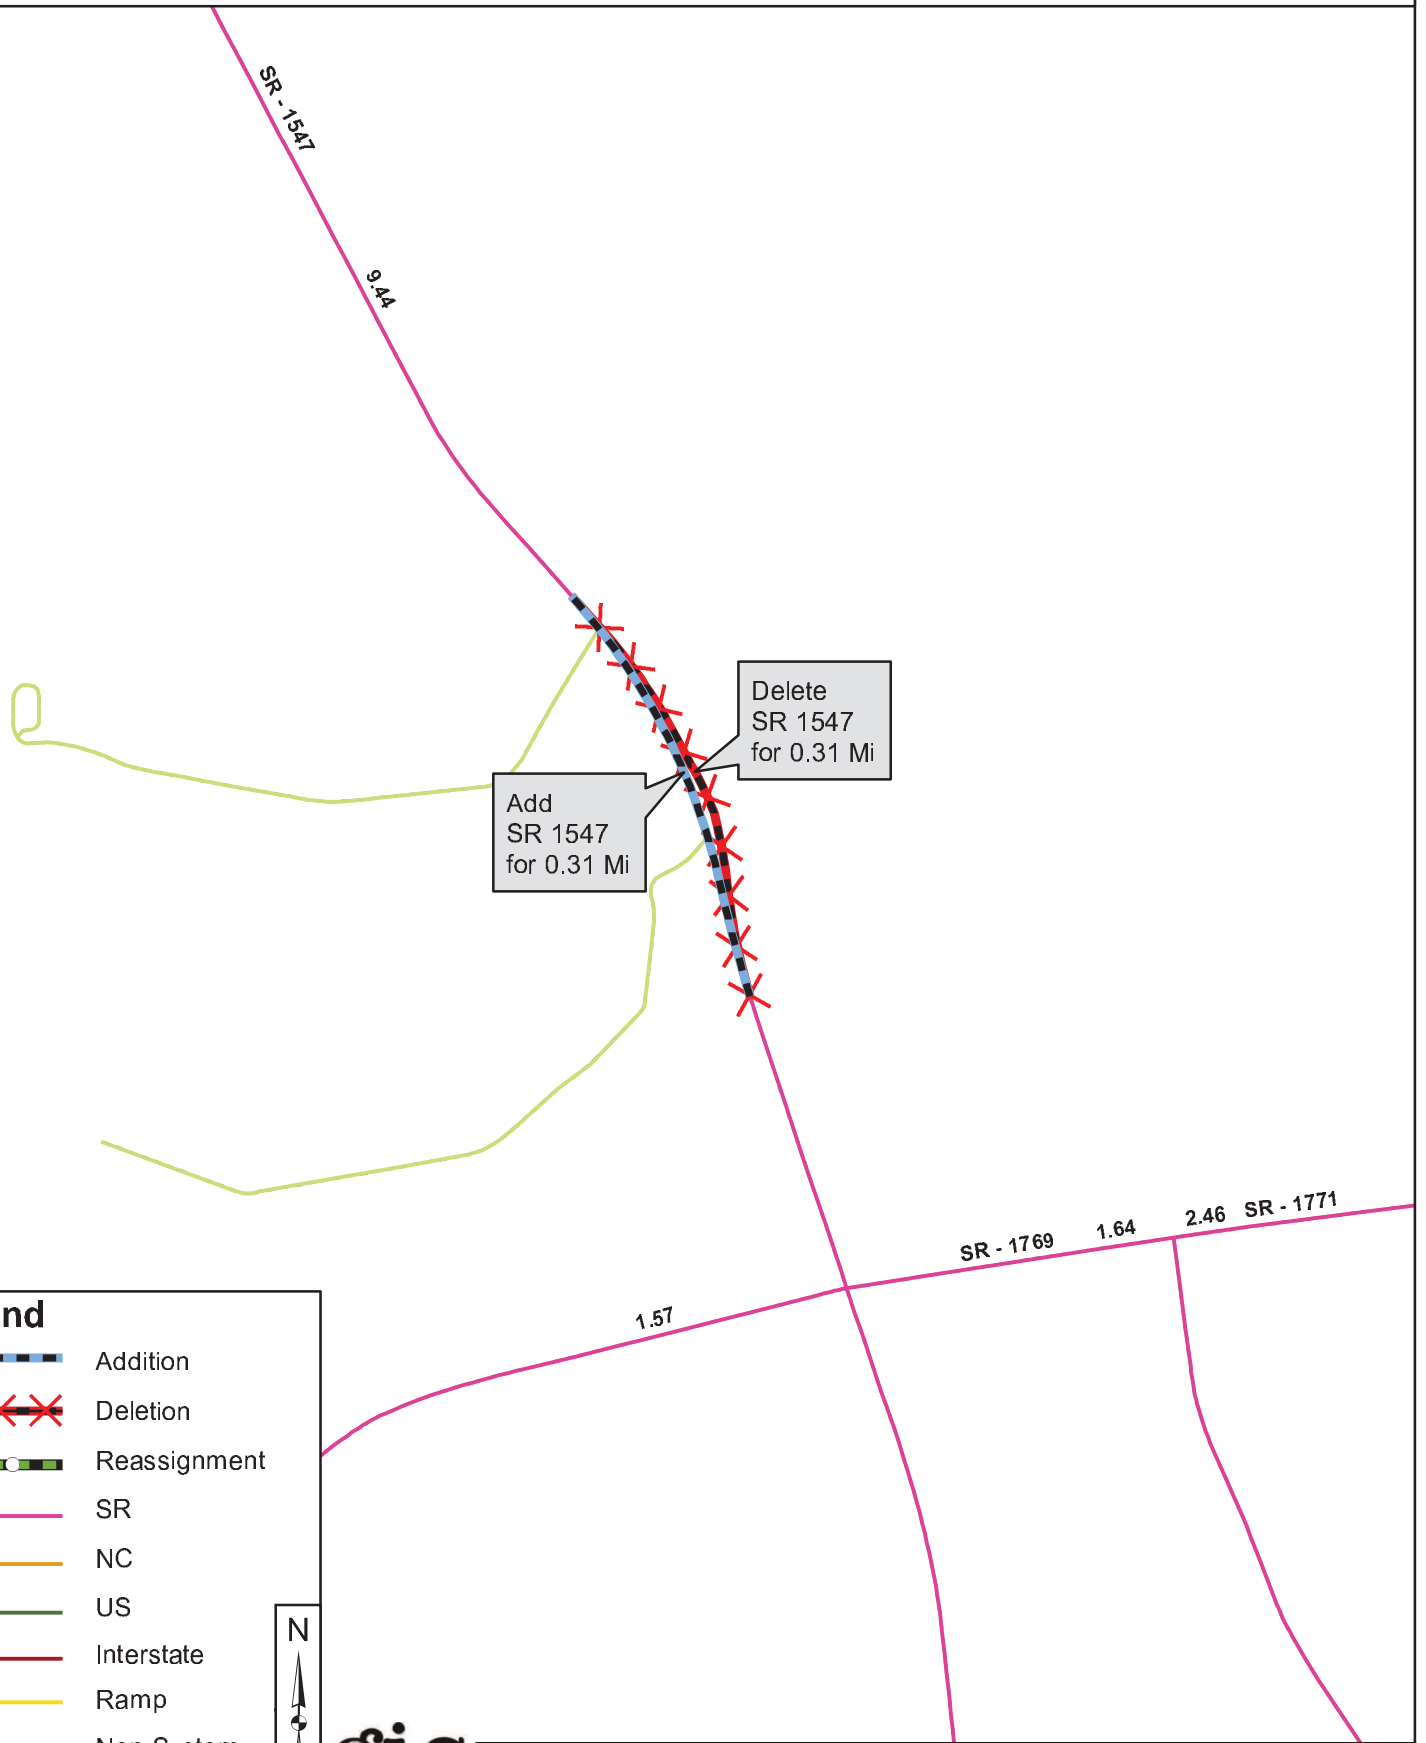 SR - 1547
9.44
Delete
SR 1547
for 0.31 Mi
Add
SR 1547
for 0.31 Mi
SR - 1769 1.64 2.46 SR - 1771
1.57
nd
Addition
Deletion
Reassignment
SR
NC
US
Interstate
Ramp
N